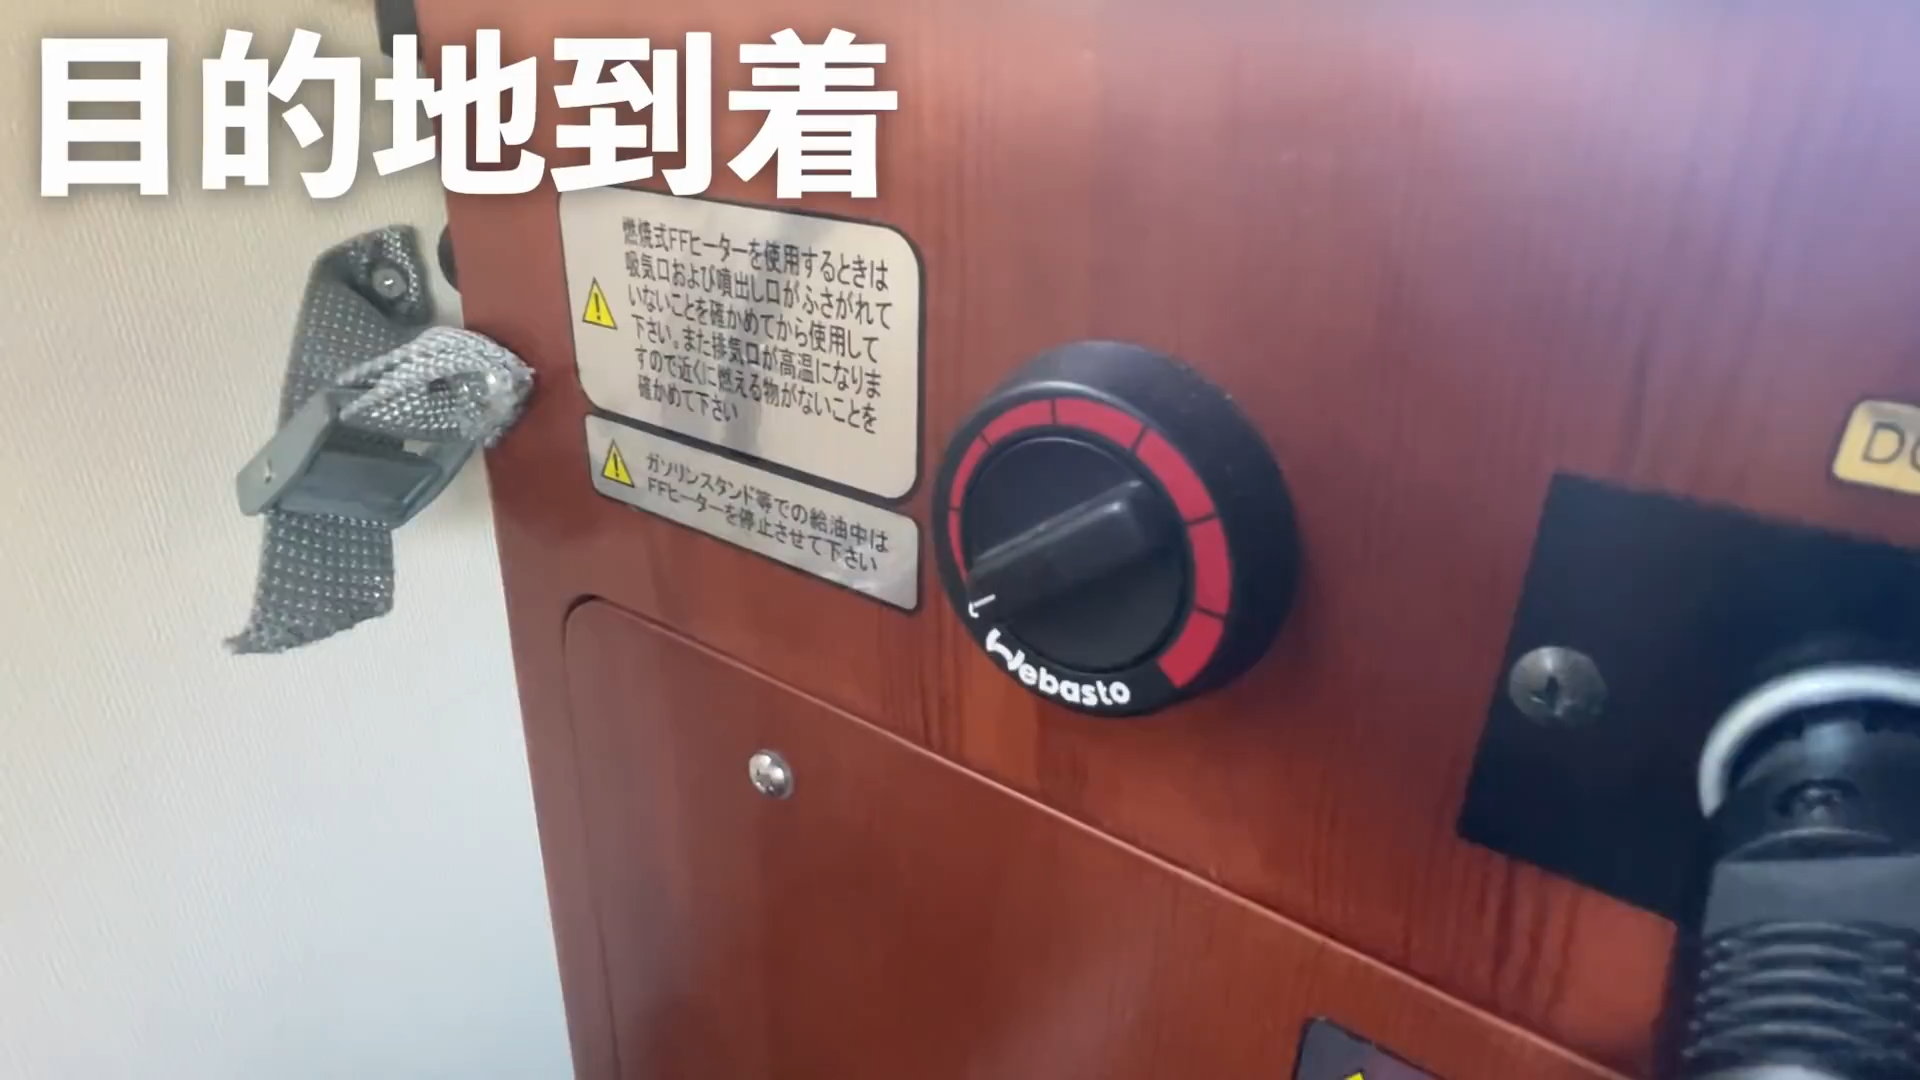 目的地到着
燃焼式FFヒーターを使用するときは
吸気口および噴出し口がふさがれて
いないことを確かめてから使用して
下さい。また排気口が高温になりま
すので近くに燃える物がないことを
確かめて下さい
ガソリンスタンド等での給油中は
FFヒーターを停止させて下さい
Webasto